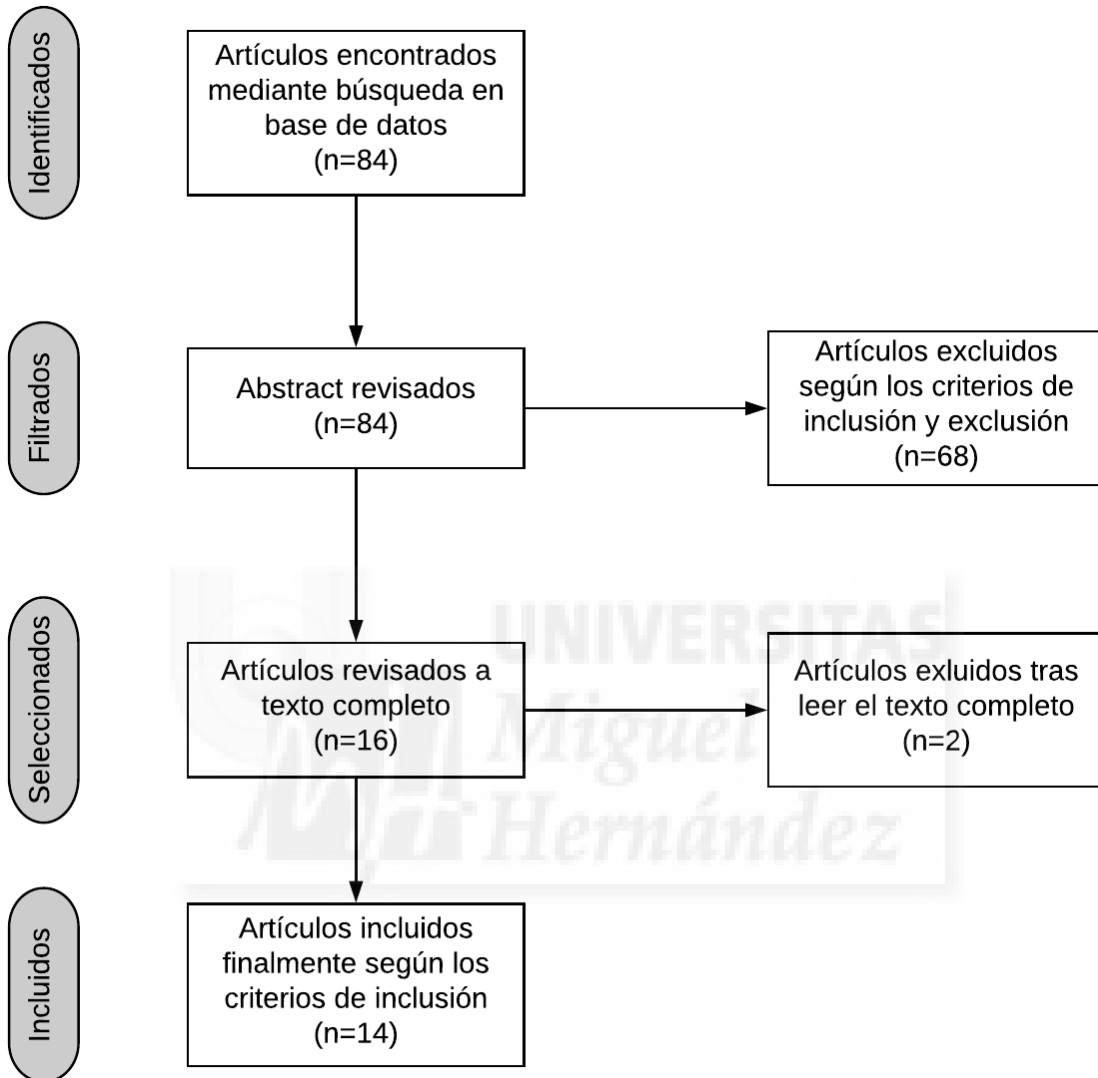 Identificados
Artículos encontrados
mediante búsqueda en
base de datos
(n=84)
Filtrados
Abstract revisados
(n=84)
Artículos excluidos
según los criterios de
inclusión y exclusión
(n=68)
Seleccionados
Artículos revisados a
texto completo
(n=16)
Artículos exluidos tras
leer el texto completo
(n=2)
UNIVERSITAS
Miguel
Hernández
Incluidos
Artículos incluidos
finalmente según los
criterios de inclusión
(n=14)